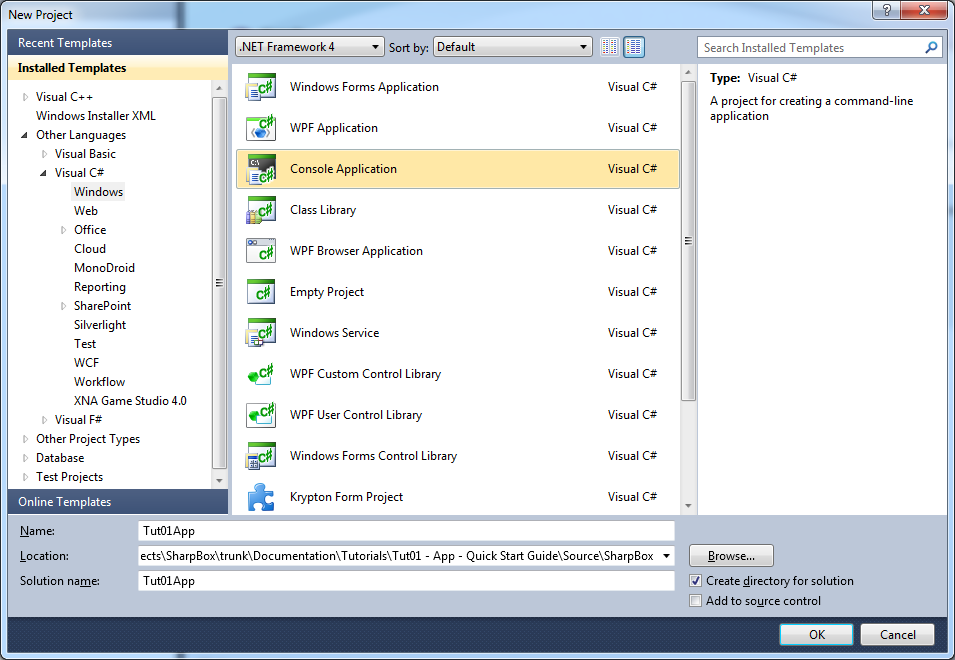 New Project
Recent Templates
Installed Templates
Visual C++
Windows Installer XML
Other Languages
Visual Basic
Visual C#
Windows
Web
Office
Cloud
MonoDroid
Reporting
SharePoint
Silverlight
Test
WCF
Workflow
XNA Game Studio 4.0
Visual F#
Other Project Types
Database
Test Projects
Online Templates
.NET Framework 4 Sort by: Default
Windows Forms Application Visual C#
WPF Application Visual C#
Console Application Visual C#
Class Library Visual C#
WPF Browser Application Visual C#
Empty Project Visual C#
Windows Service Visual C#
WPF Custom Control Library Visual C#
WPF User Control Library Visual C#
Windows Forms Control Library Visual C#
Krypton Form Project Visual C#
Search Installed Templates
Type: Visual C#
A project for creating a command-line
application
Name: Tut01App
Location: ects\SharpBox\trunk\Documentation\Tutorials\Tut01 - App - Quick Start Guide\Source\SharpBox Browse...
Solution name: Tut01App
Create directory for solution
Add to source control
OK Cancel